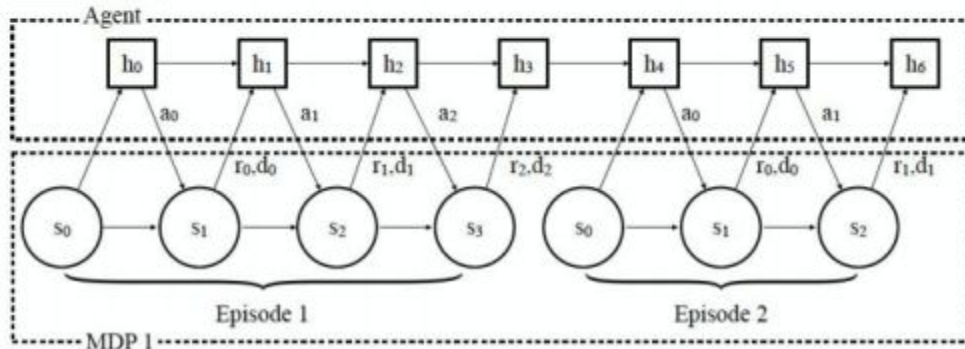 Agent
h₀ h₁ h₂ h₃ h₄ h₅ h₆
a₀ a₁ a₂ a₀ a₁
r₀,d₀ r₁,d₁ r₂,d₂ r₀,d₀ r₁,d₁
s₀ s₁ s₂ s₃ s₀ s₁ s₂
Episode 1 Episode 2
MDP 1